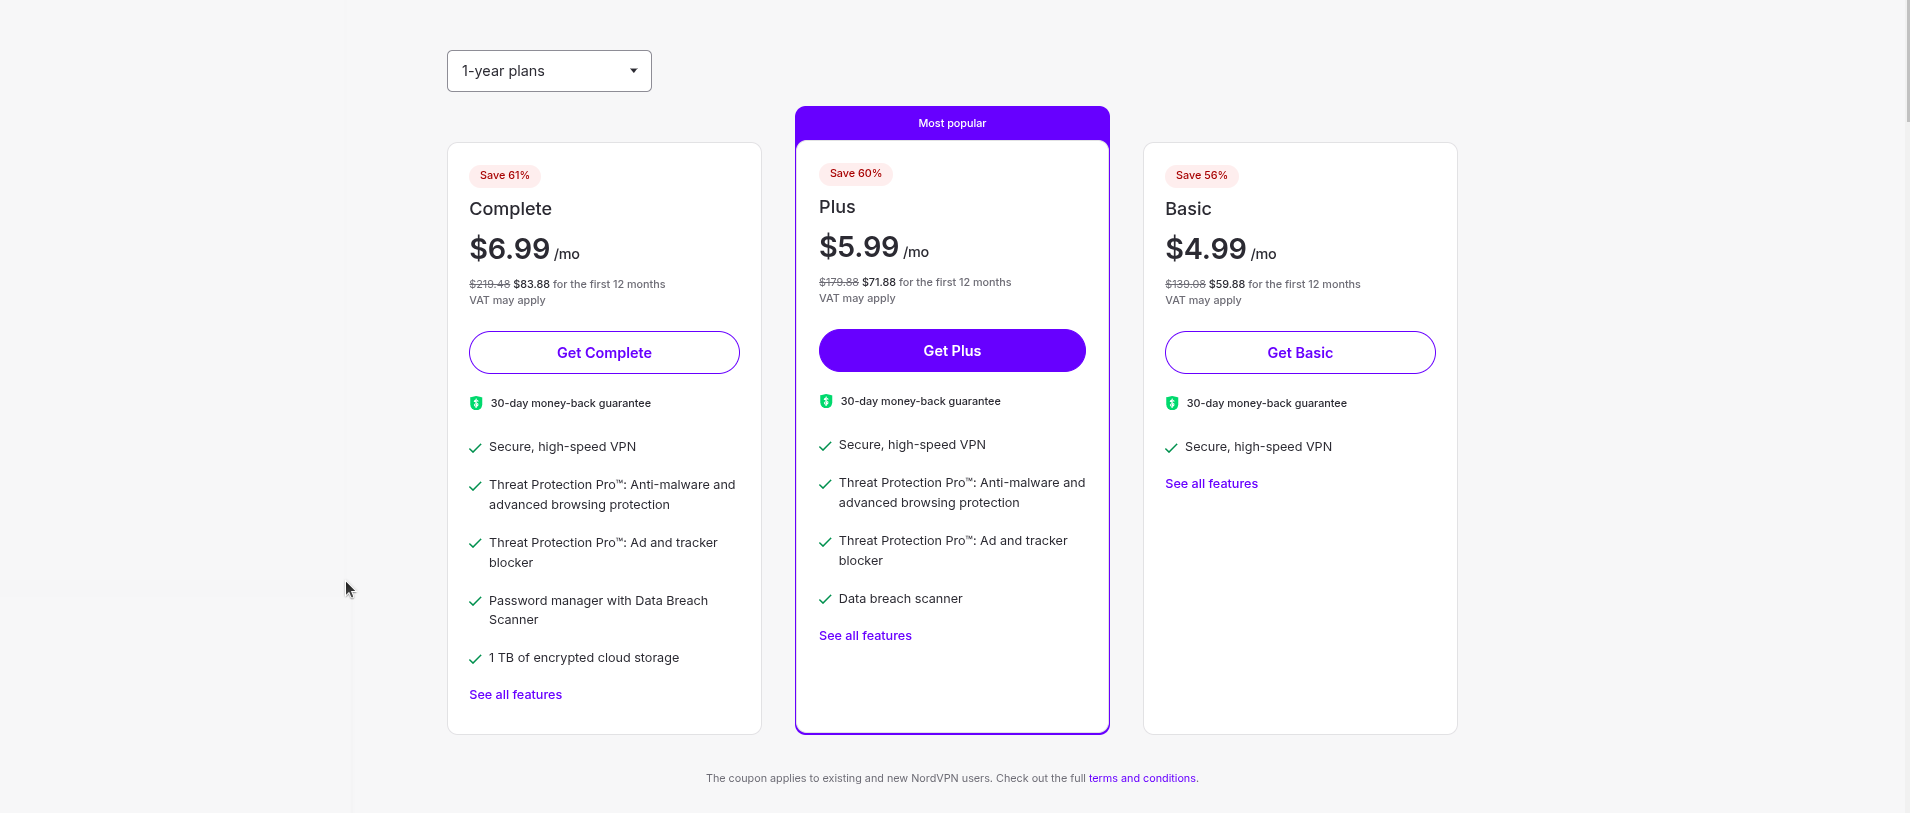 1-year plans
Save 61%
Complete
$6.99 /mo
$219.48 $83.88 for the first 12 months
VAT may apply
Get Complete
30-day money-back guarantee
Secure, high-speed VPN
Threat Protection Pro™: Anti-malware and
advanced browsing protection
Threat Protection Pro™: Ad and tracker
blocker
Password manager with Data Breach
Scanner
1 TB of encrypted cloud storage
See all features
Most popular
Save 60%
Plus
$5.99 /mo
$179.88 $71.88 for the first 12 months
VAT may apply
Get Plus
30-day money-back guarantee
Secure, high-speed VPN
Threat Protection Pro™: Anti-malware and
advanced browsing protection
Threat Protection Pro™: Ad and tracker
blocker
Data breach scanner
See all features
Save 56%
Basic
$4.99 /mo
$139.08 $59.88 for the first 12 months
VAT may apply
Get Basic
30-day money-back guarantee
Secure, high-speed VPN
See all features
The coupon applies to existing and new NordVPN users. Check out the full terms and conditions.